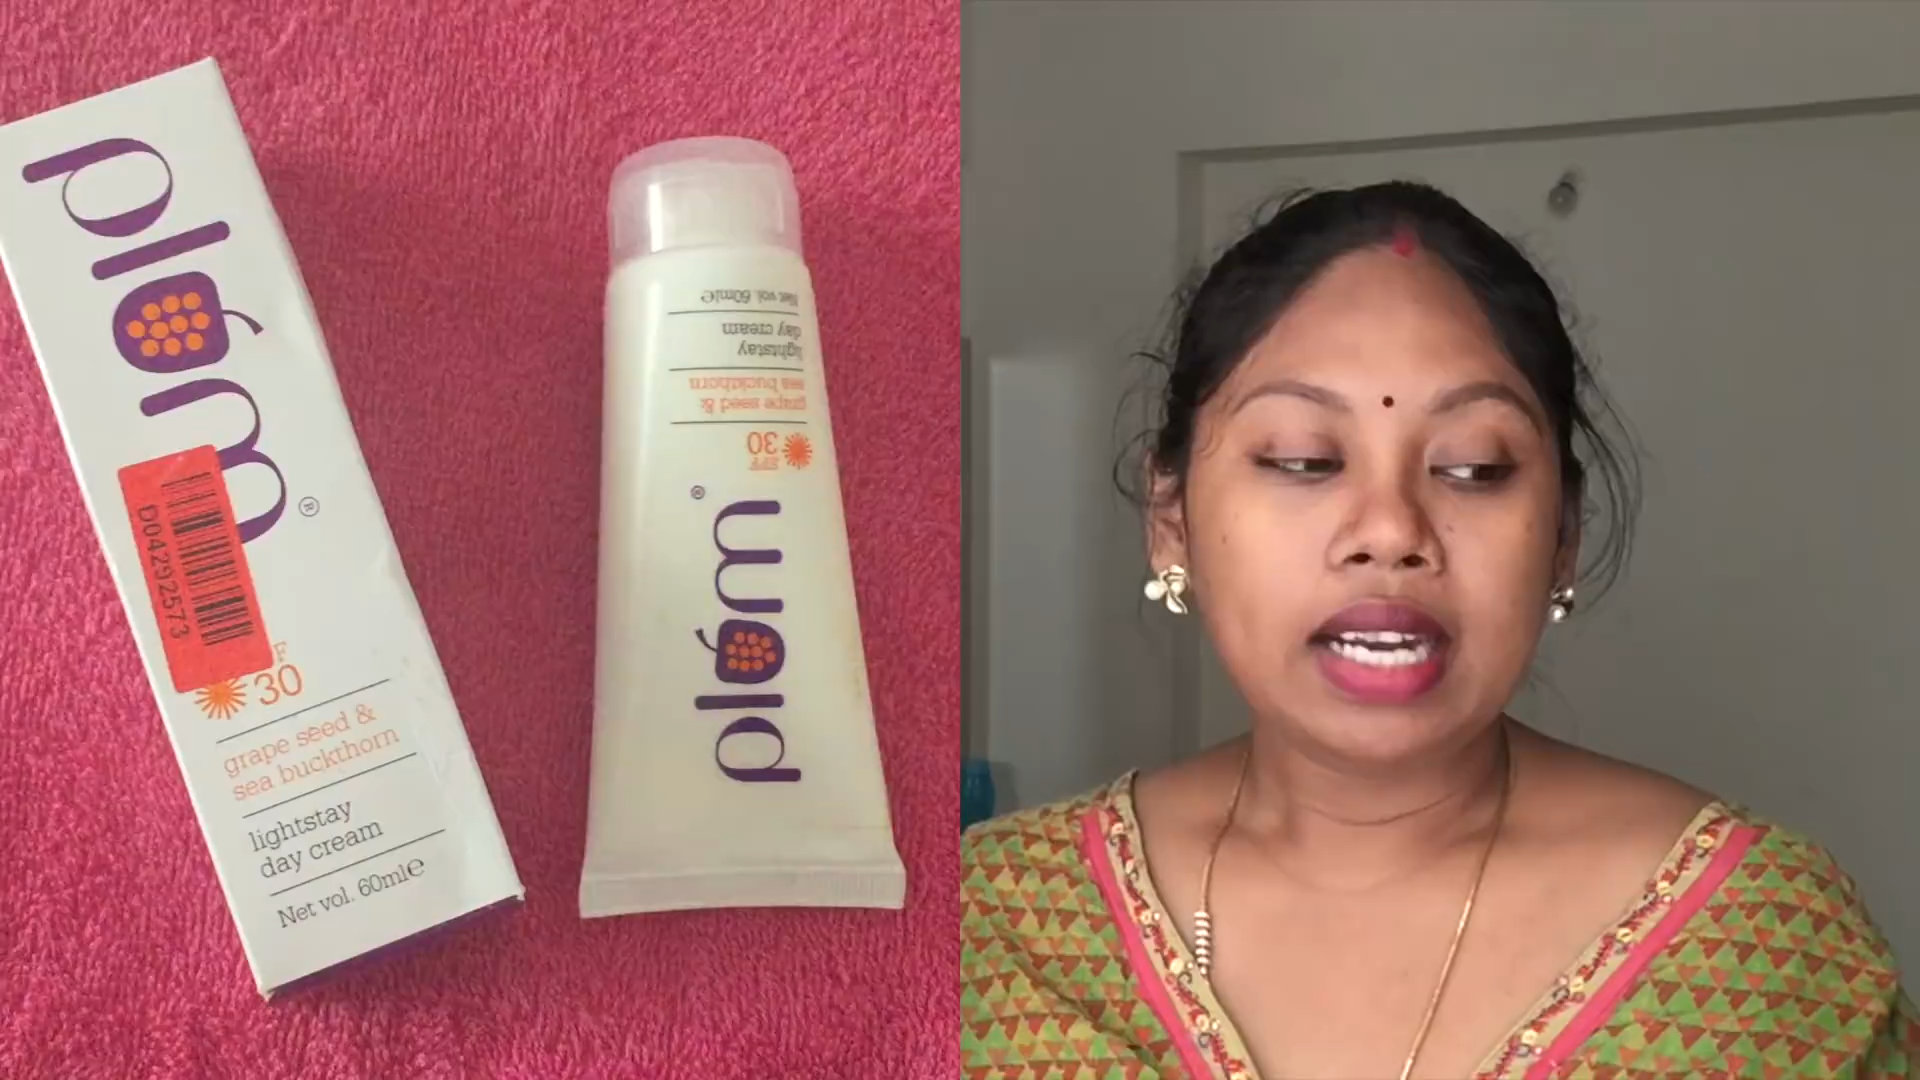 plum
®
D04292573
F
30
grape seed &
sea buckthorn
lightstay
day cream
Net vol. 60ml℮
Net vol. 60ml℮
lightstay
day cream
grape seed &
sea buckthorn
SPF
30
plum
®